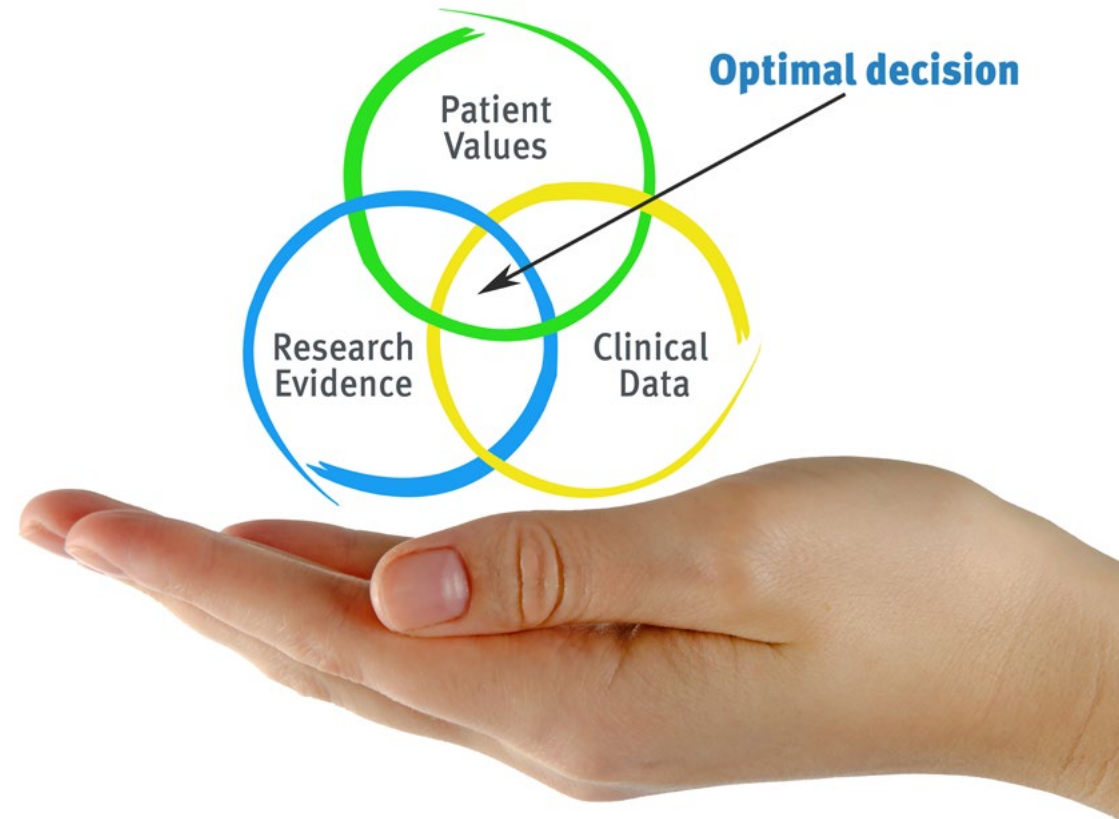 Optimal decision
Patient
Values
Research
Evidence
Clinical
Data